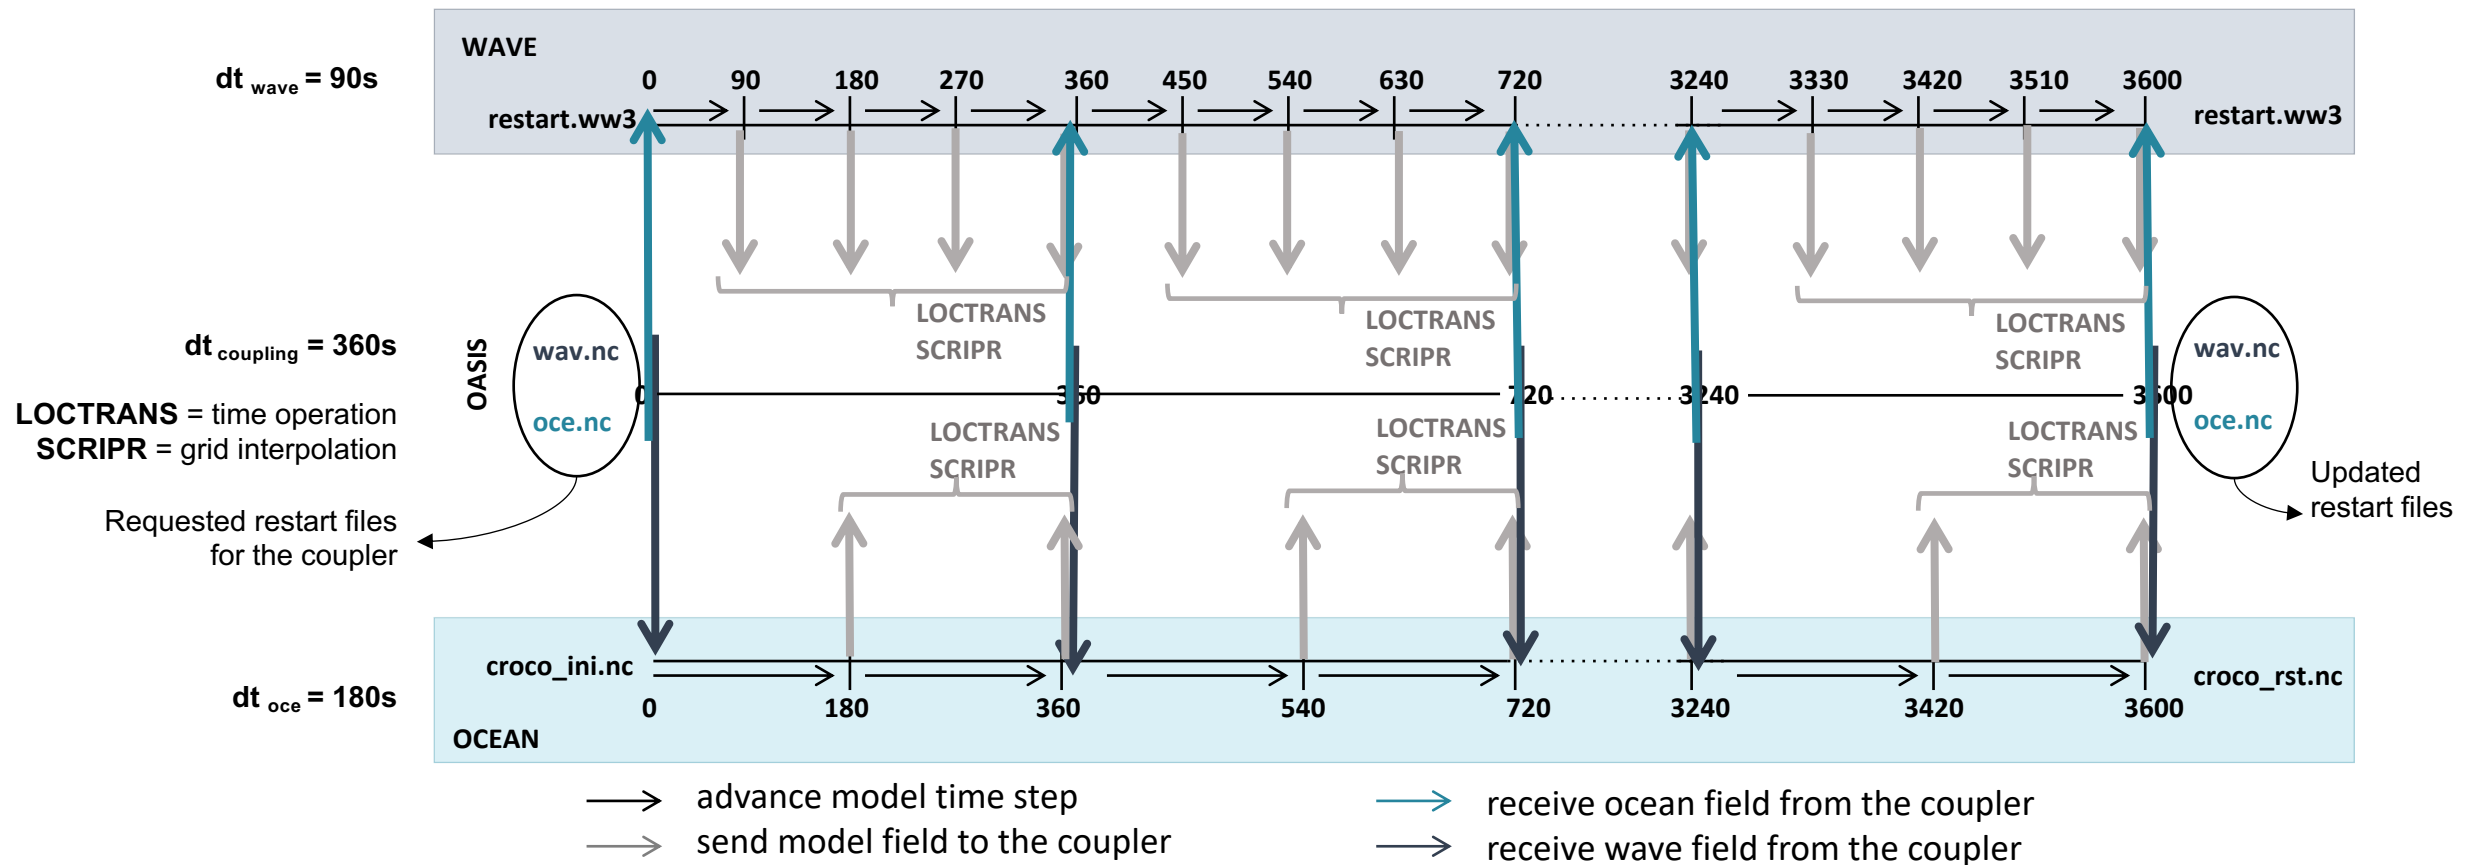 WAVE
dt wave = 90s
0 90 180 270 360 450 540 630 720 3240 3330 3420 3510 3600
restart.ww3
restart.ww3
LOCTRANS
SCRIPR
LOCTRANS
SCRIPR
LOCTRANS
SCRIPR
dt coupling = 360s
OASIS
wav.nc
oce.nc
wav.nc
oce.nc
0 360 720 3240 3600
LOCTRANS = time operation
SCRIPR = grid interpolation
LOCTRANS
SCRIPR
LOCTRANS
SCRIPR
LOCTRANS
SCRIPR
Requested restart files
for the coupler
Updated
restart files
croco_ini.nc
croco_rst.nc
dt oce = 180s
0 180 360 540 720 3240 3420 3600
OCEAN
advance model time step
send model field to the coupler
receive ocean field from the coupler
receive wave field from the coupler